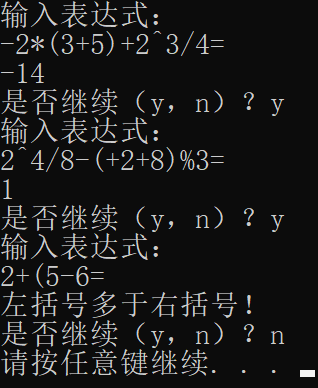 输入表达式：
-2*(3+5)+2^3/4=
-14
是否继续（y，n）？y
输入表达式：
2^4/8-(+2+8)%3=
1
是否继续（y，n）？y
输入表达式：
2+(5-6=
左括号多于右括号！
是否继续（y，n）？n
请按任意键继续. . .